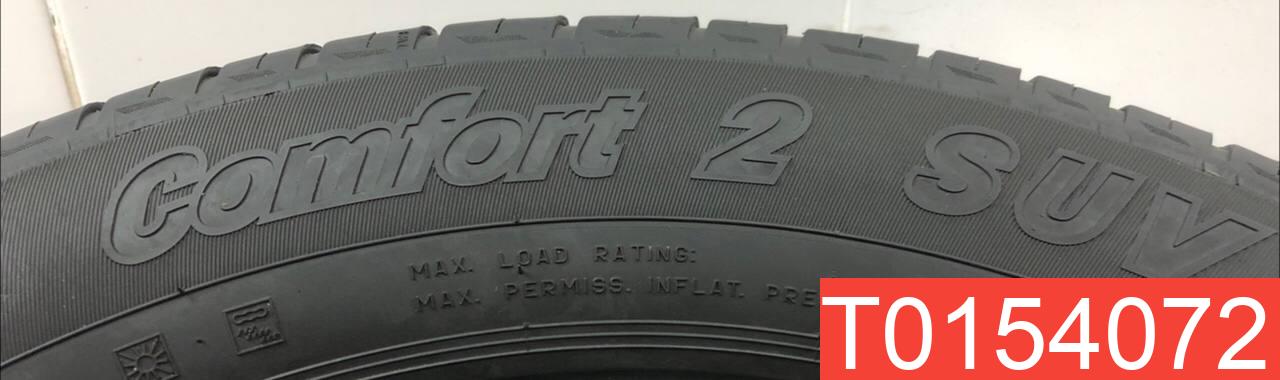 Comfort 2 SUV
MAX. LOAD RATING:
MAX. PERMISS. INFLAT. PRE
T0154072